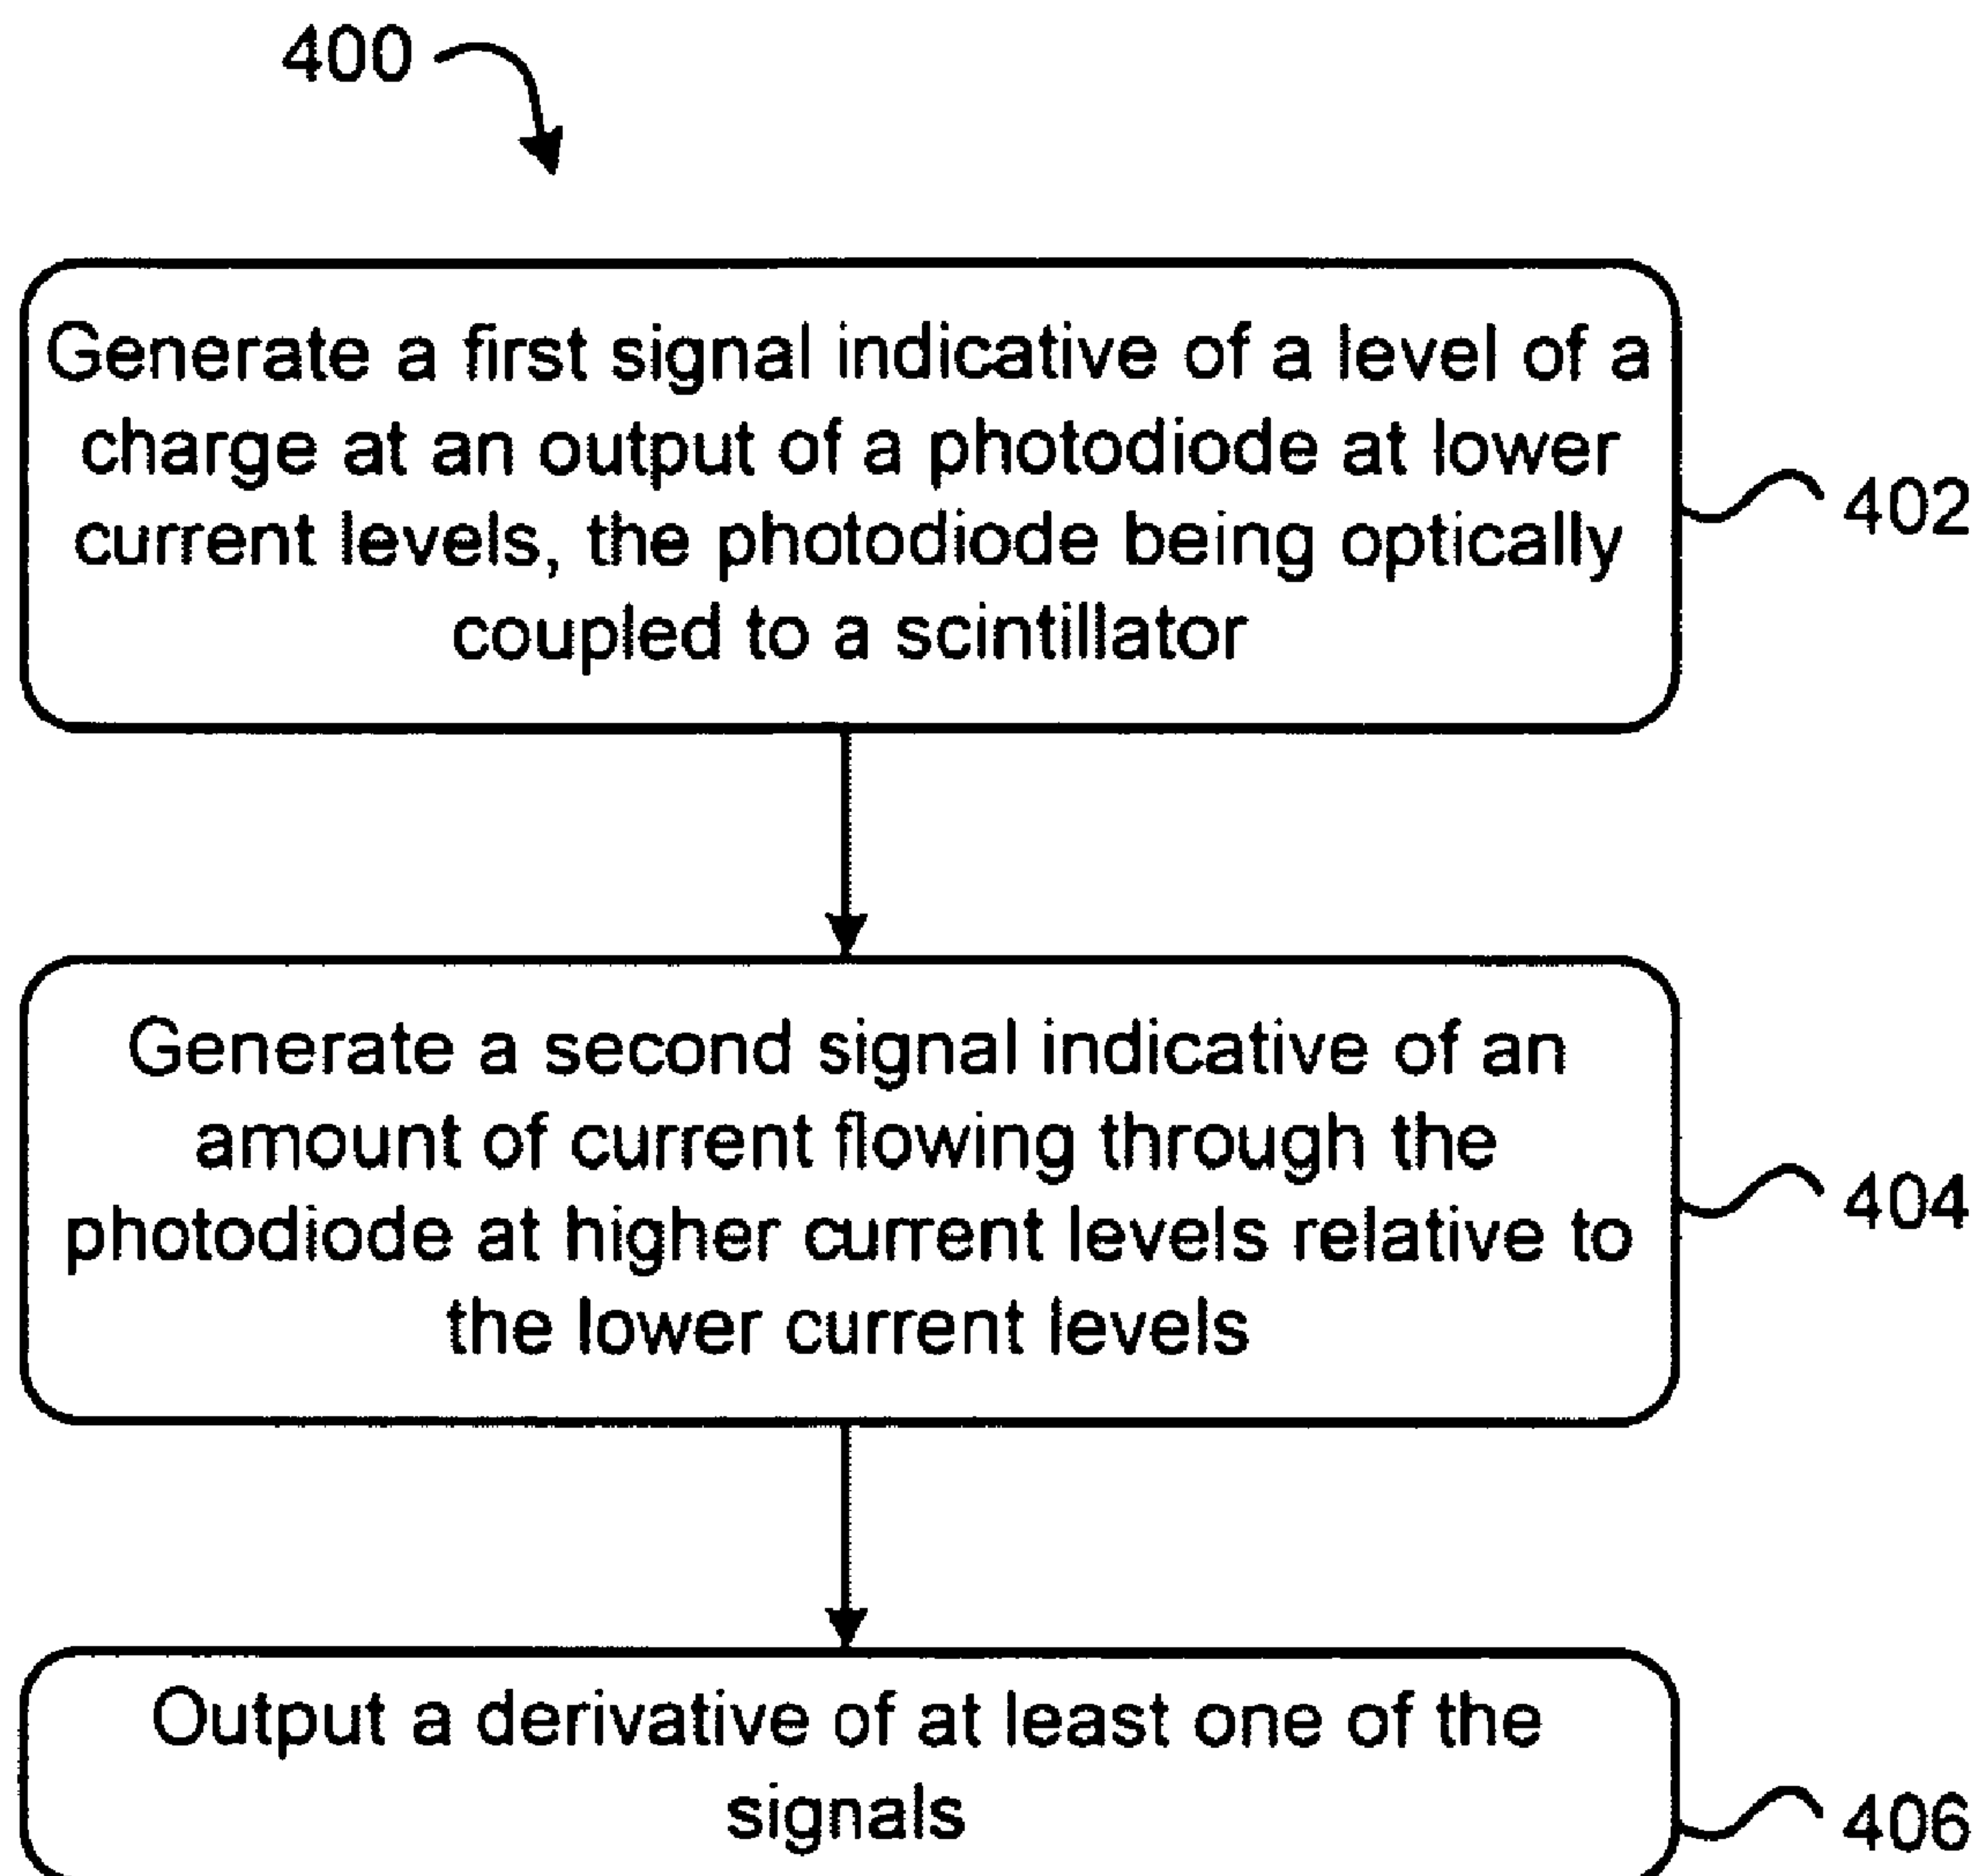 400
Generate a first signal indicative of a level of a
charge at an output of a photodiode at lower
current levels, the photodiode being optically
coupled to a scintillator
402
Generate a second signal indicative of an
amount of current flowing through the
photodiode at higher current levels relative to
the lower current levels
404
Output a derivative of at least one of the
signals
406